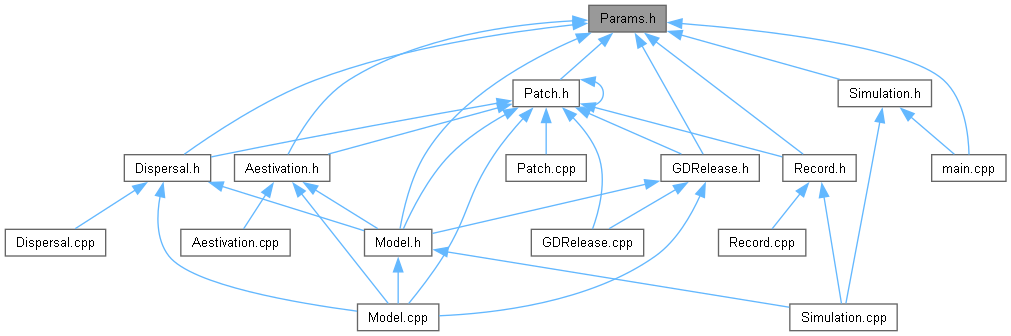 Params.h
Patch.h
Simulation.h
Dispersal.h
Aestivation.h
Patch.cpp
GDRelease.h
Record.h
main.cpp
Dispersal.cpp
Aestivation.cpp
Model.h
GDRelease.cpp
Record.cpp
Model.cpp
Simulation.cpp